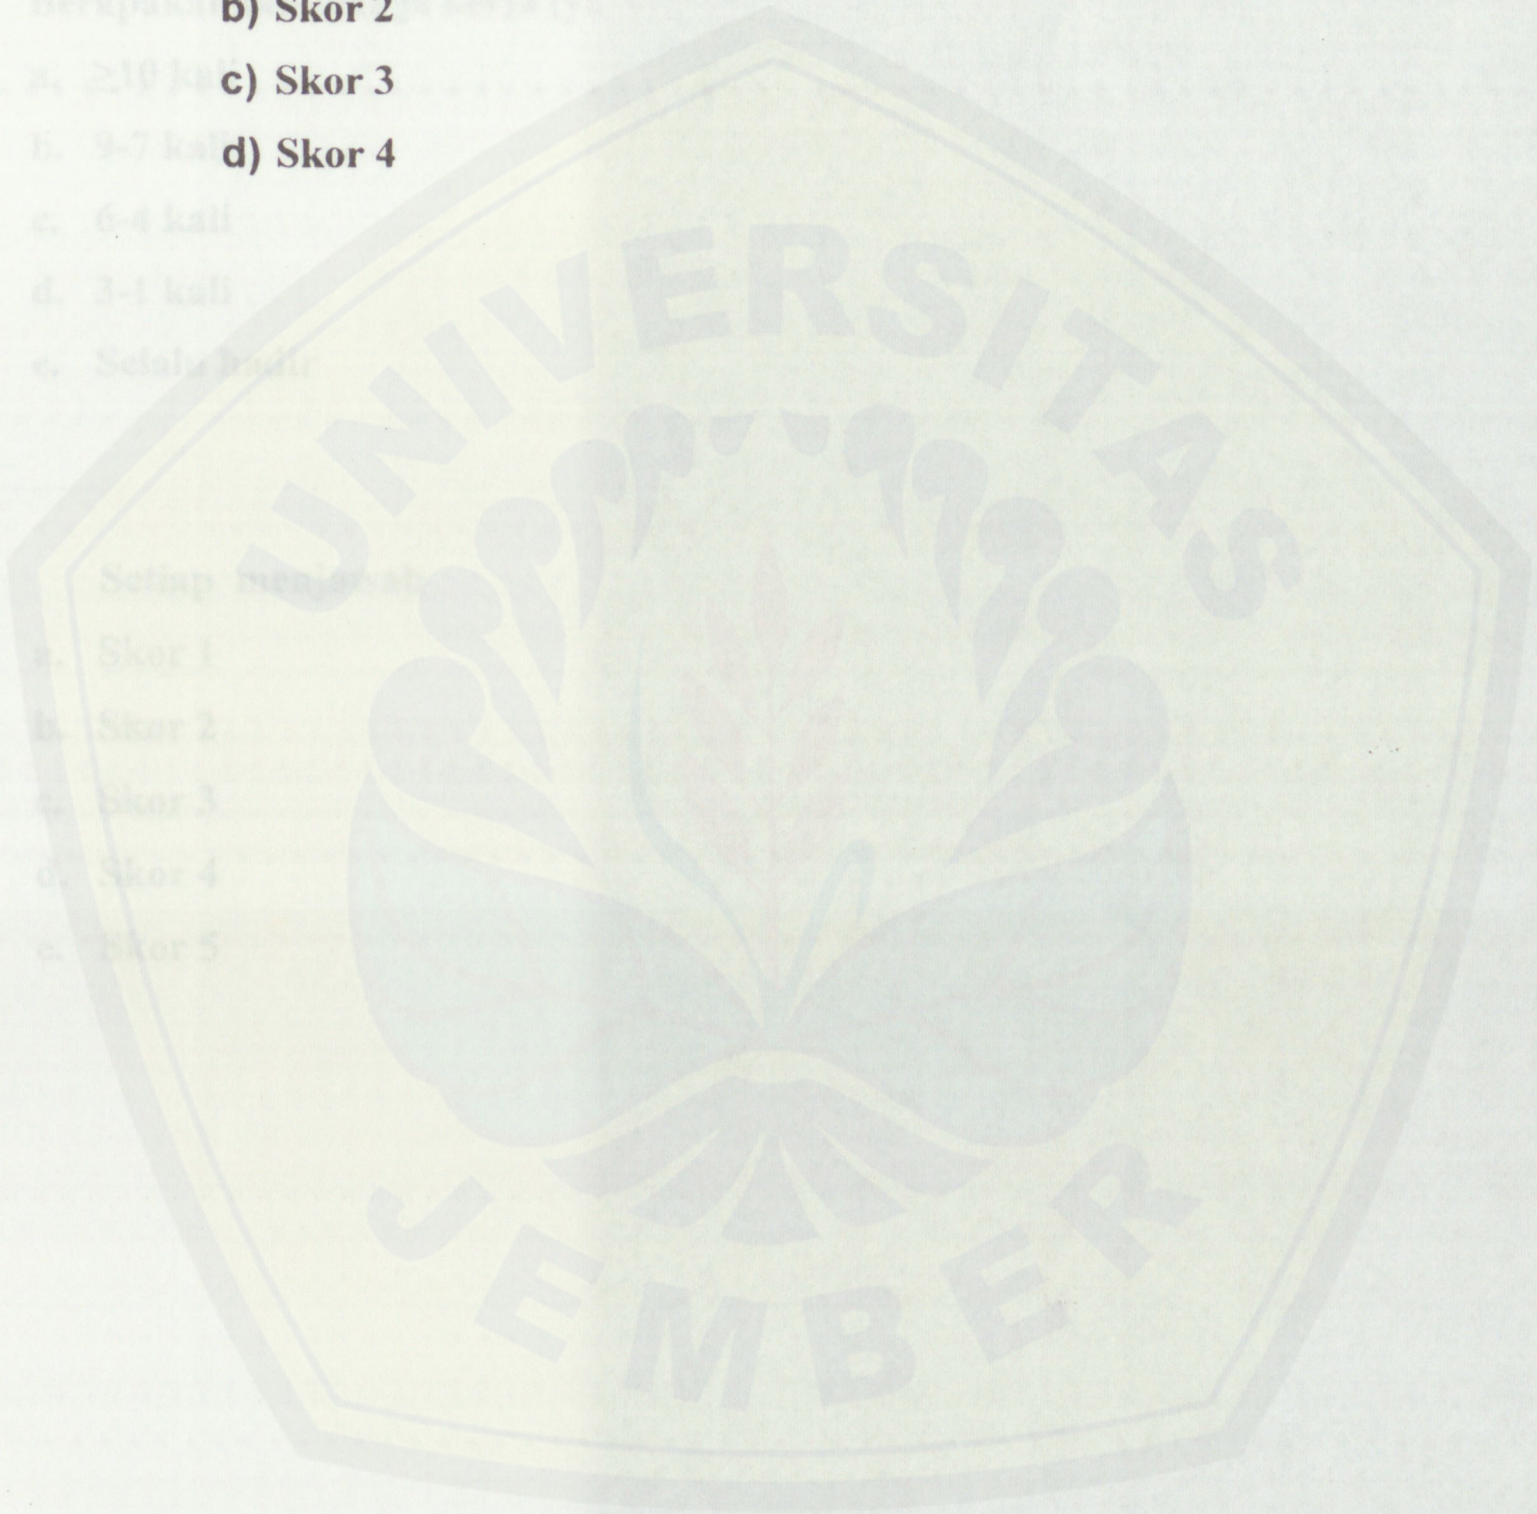 b) Skor 2
a. ≥10 kali
c) Skor 3
b. 9-7 kali
d) Skor 4
c. 6-4 kali
d. 3-1 kali
e. Selalu hadir
UNIVERSITAS
Setiap menjawab
a. Skor 1
b. Skor 2
c. Skor 3
d. Skor 4
e. Skor 5
JEMBER